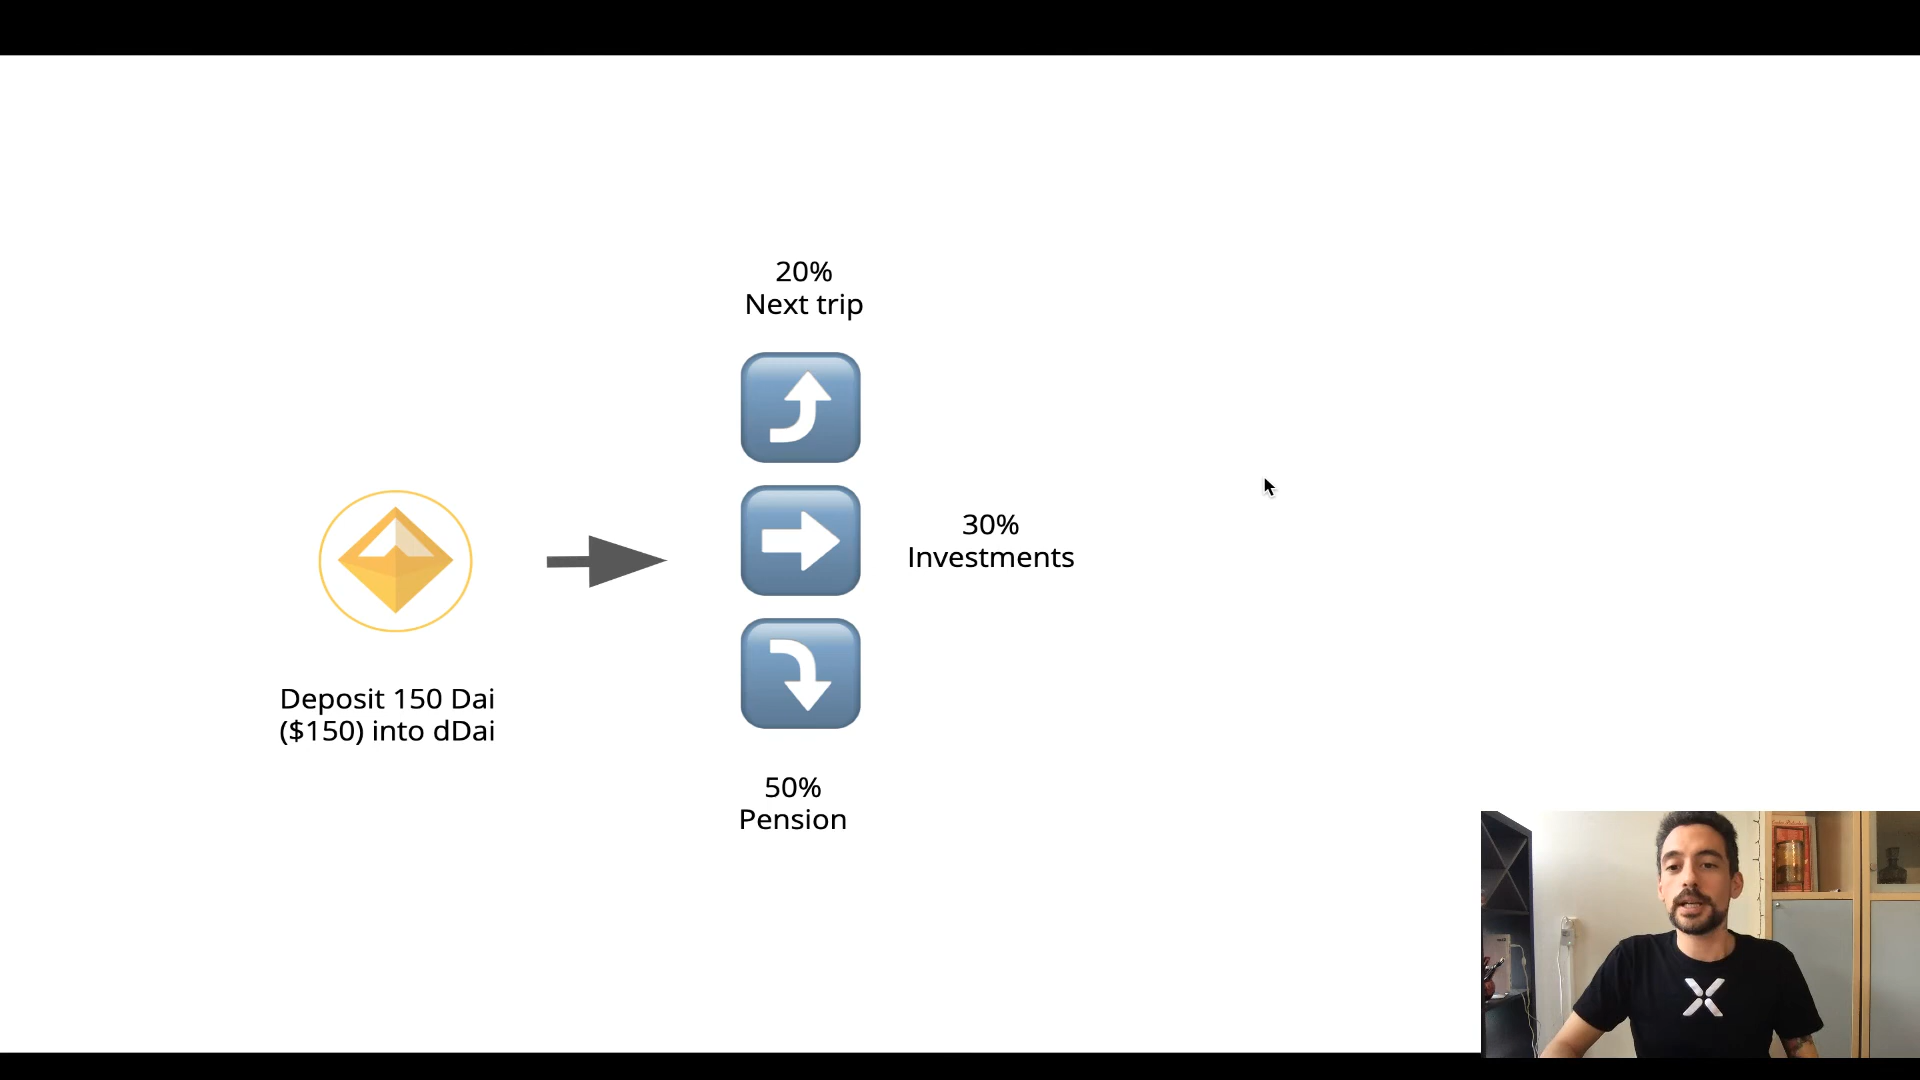 20%
Next trip
30%
Investments
Deposit 150 Dai
($150) into dDai
50%
Pension